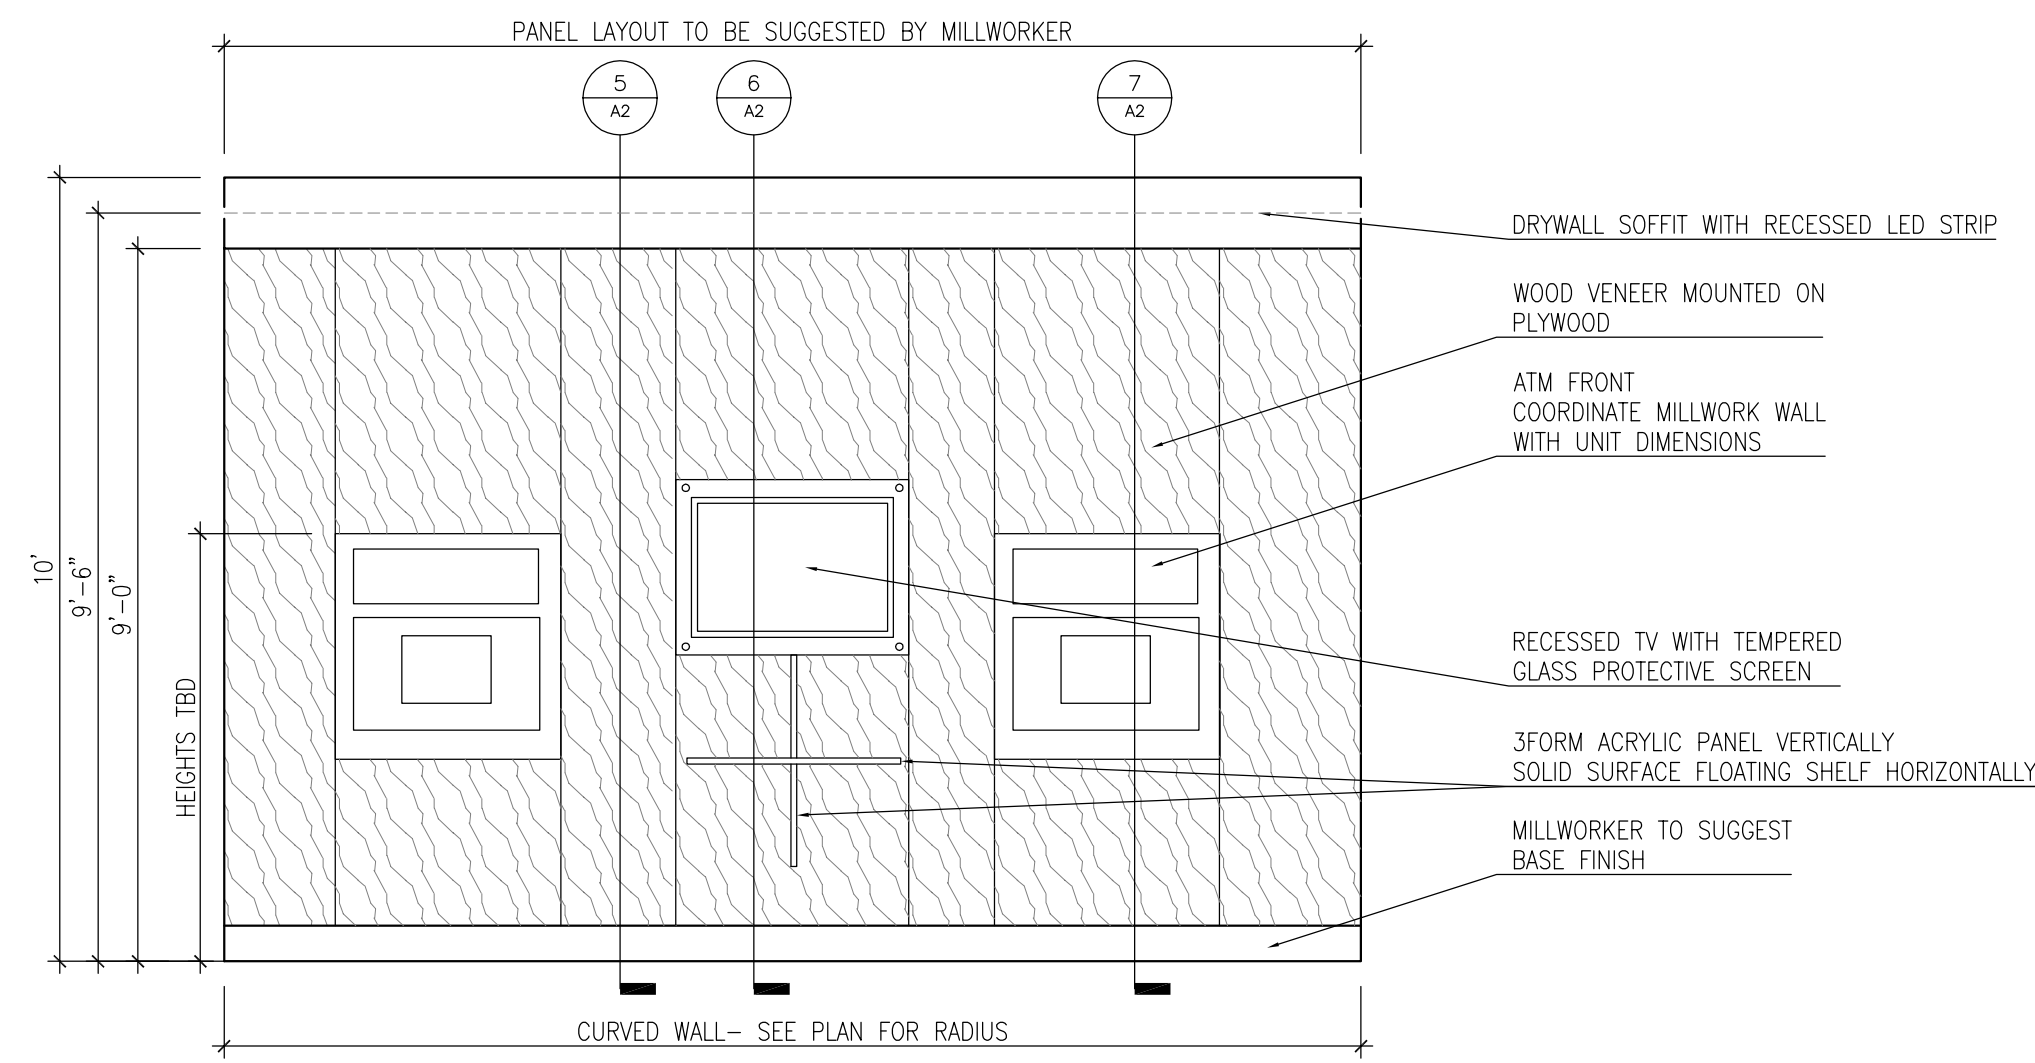 PANEL LAYOUT TO BE SUGGESTED BY MILLWORKER
5
A2
6
A2
7
A2
DRYWALL SOFFIT WITH RECESSED LED STRIP
WOOD VENEER MOUNTED ON
PLYWOOD
ATM FRONT
COORDINATE MILLWORK WALL
WITH UNIT DIMENSIONS
10'
9'-6"
9'-0"
HEIGHTS TBD
RECESSED TV WITH TEMPERED
GLASS PROTECTIVE SCREEN
3FORM ACRYLIC PANEL VERTICALLY
SOLID SURFACE FLOATING SHELF HORIZONTALLY
MILLWORKER TO SUGGEST
BASE FINISH
CURVED WALL- SEE PLAN FOR RADIUS